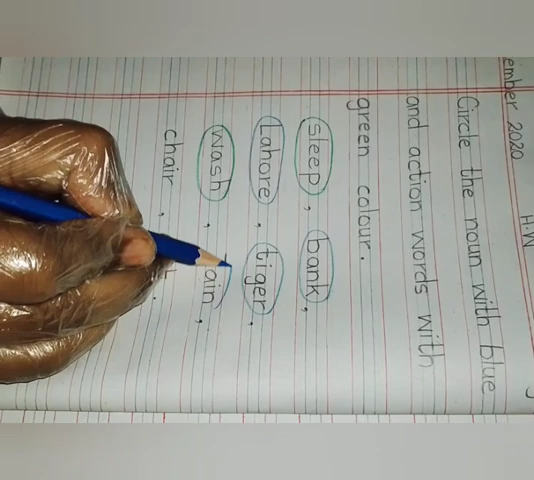 ember 2020 H.W
Circle the noun with blue
and action words with
green colour.
sleep, bank,
Lahore, tiger,
wash, ain,
chair, .